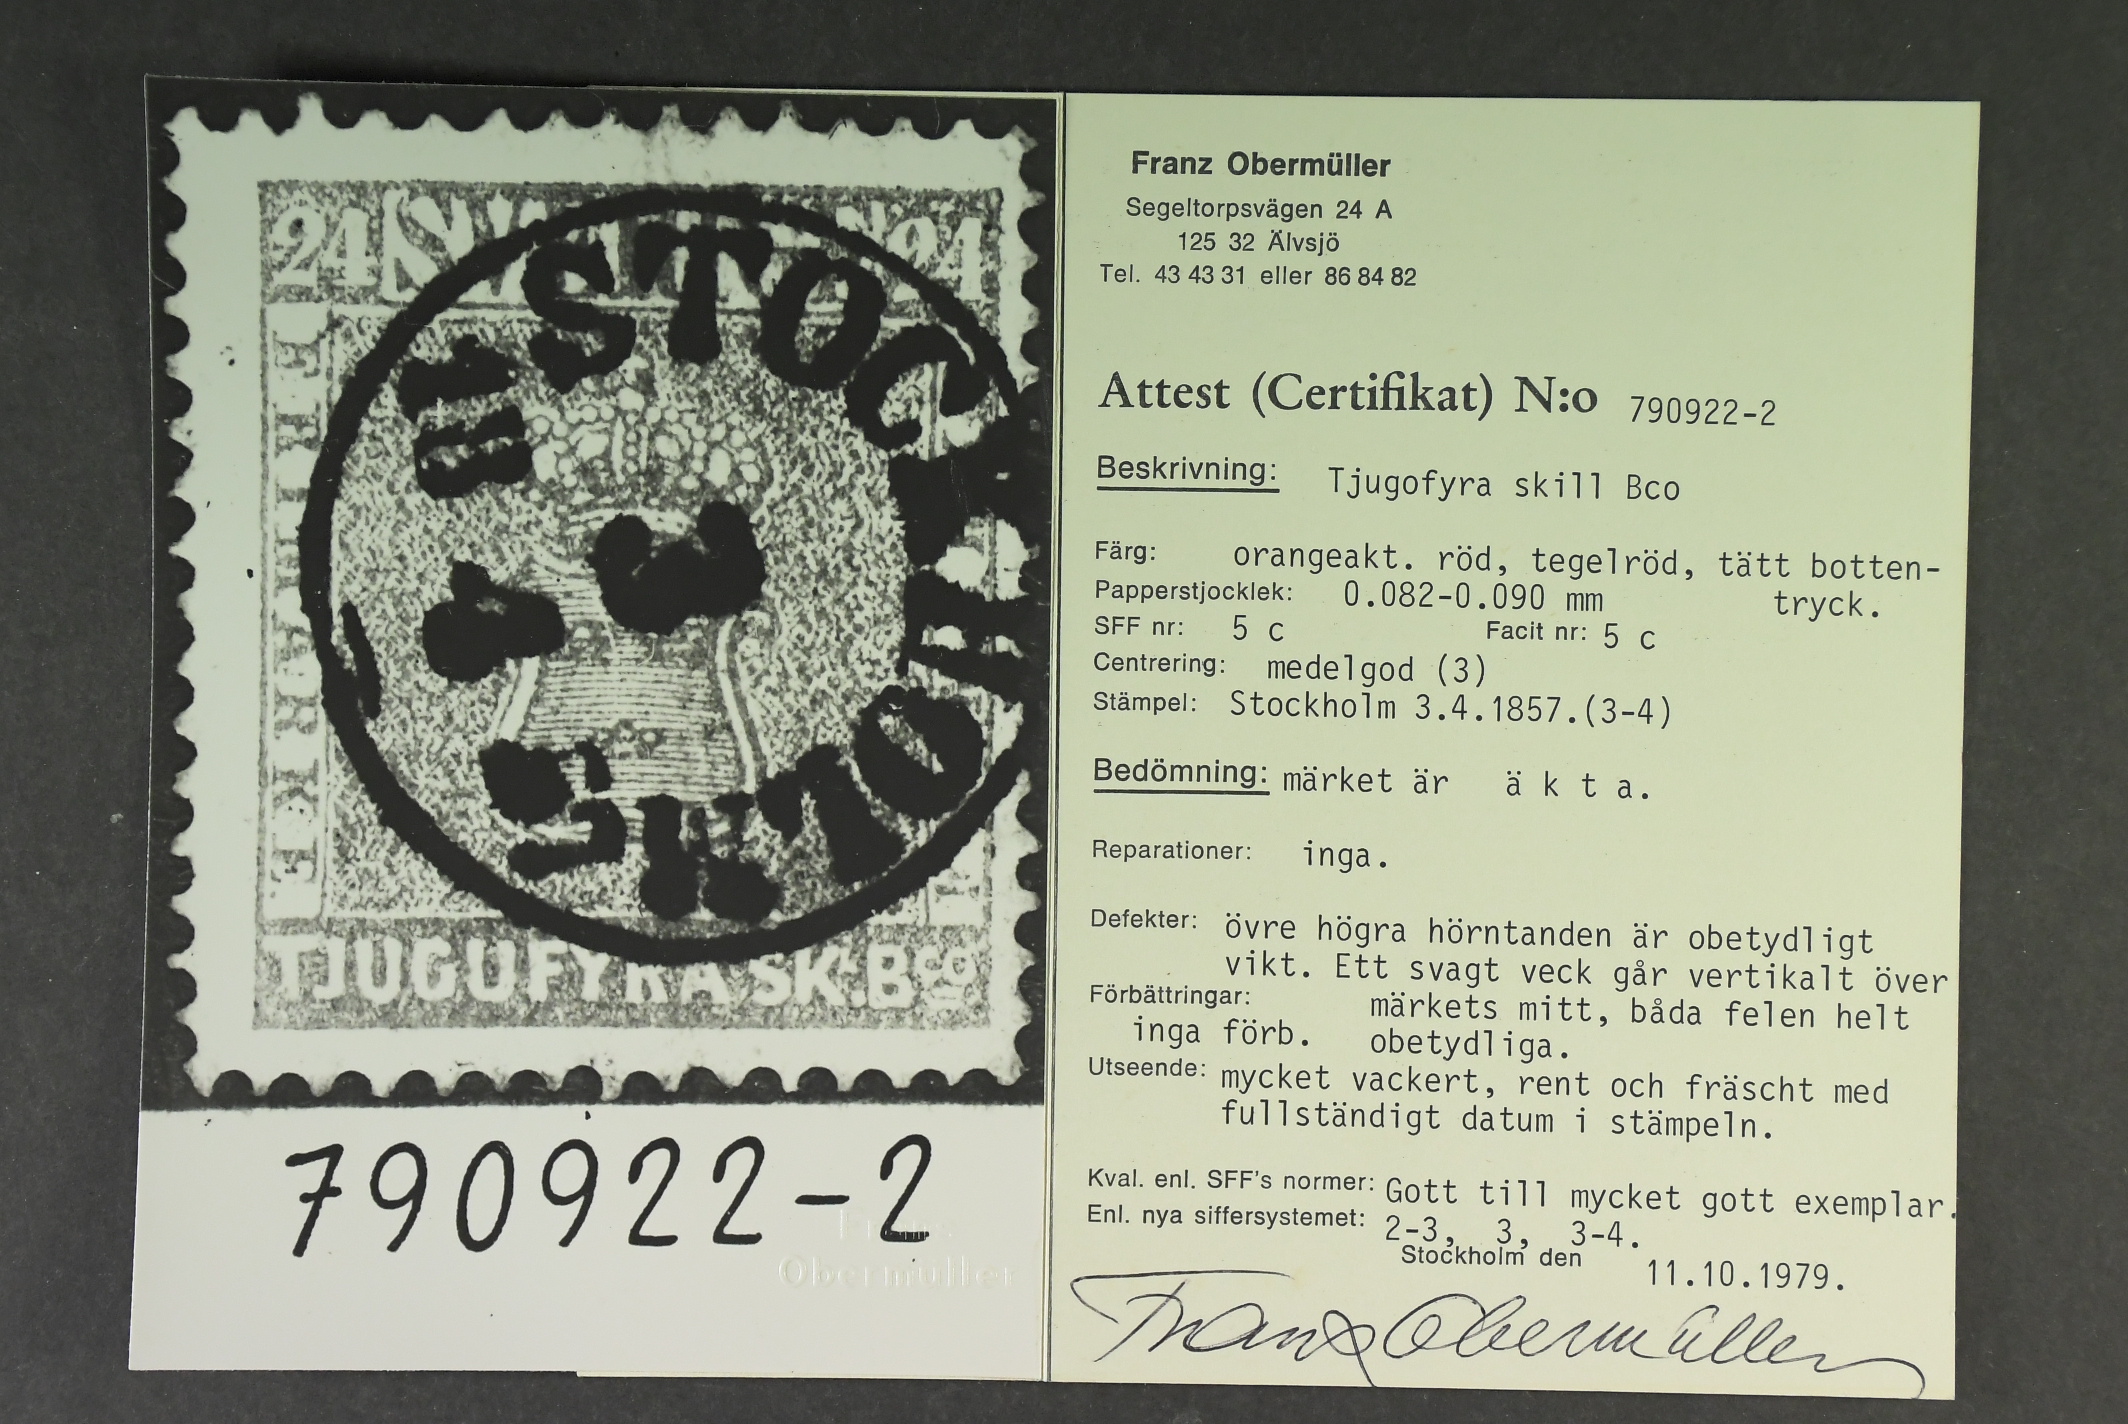 24 24
FRIMÄRKE
STOCKHOLM
3 4
TJUGUFYRA SK. Bco
790922-2
Franz
Obermüller
Franz Obermüller
Segeltorpsvägen 24 A
125 32 Älvsjö
Tel. 43 43 31 eller 86 84 82
Attest (Certifikat) N:o 790922-2
Beskrivning: Tjugofyra skill Bco
Färg: orangeakt. röd, tegelröd, tätt botten-
Papperstjocklek: 0.082-0.090 mm tryck.
SFF nr: 5 c Facit nr: 5 c
Centrering: medelgod (3)
Stämpel: Stockholm 3.4.1857.(3-4)
Bedömning: märket är ä k t a.
Reparationer: inga.
Defekter: övre högra hörntanden är obetydligt
vikt. Ett svagt veck går vertikalt över
Förbättringar: märkets mitt, båda felen helt
inga förb. obetydliga.
Utseende: mycket vackert, rent och fräscht med
fullständigt datum i stämpeln.
Kval. enl. SFF's normer: Gott till mycket gott exemplar.
Enl. nya siffersystemet: 2-3, 3, 3-4.
Stockholm den 11.10.1979.
Franz Obermüller